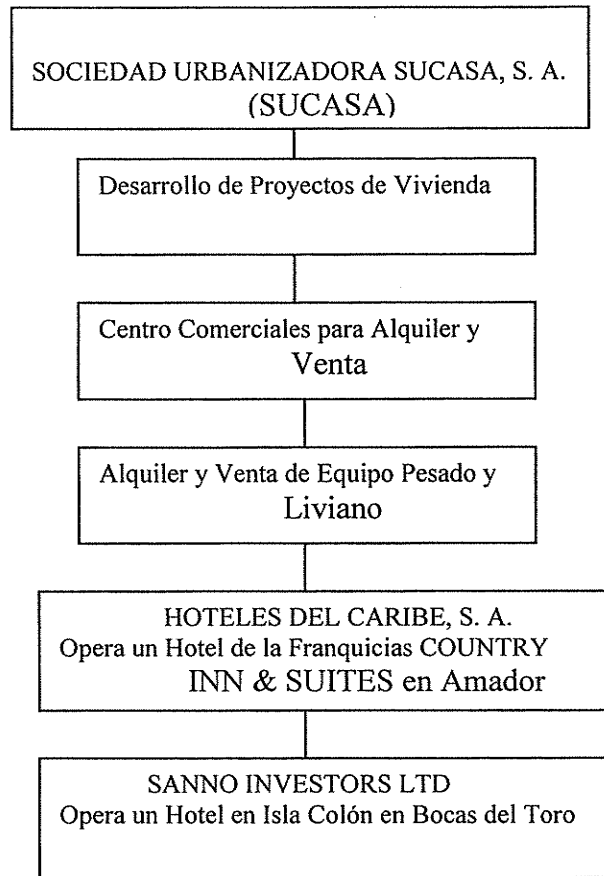 SOCIEDAD URBANIZADORA SUCASA, S. A.
(SUCASA)
Desarrollo de Proyectos de Vivienda
Centro Comerciales para Alquiler y
Venta
Alquiler y Venta de Equipo Pesado y
Liviano
HOTELES DEL CARIBE, S. A.
Opera un Hotel de la Franquicias COUNTRY
INN & SUITES en Amador
SANNO INVESTORS LTD
Opera un Hotel en Isla Colón en Bocas del Toro